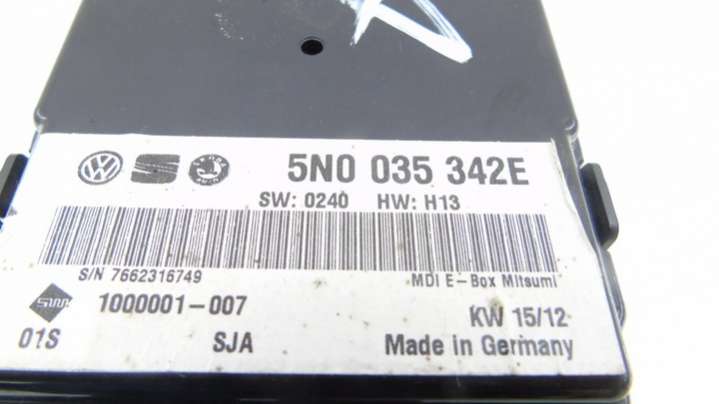 5N0 035 342E
SW: 0240 HW: H13
S/N 7662316749
MDI E-Box Mitsumi
1000001-007
KW 15/12
01S
SJA
Made in Germany